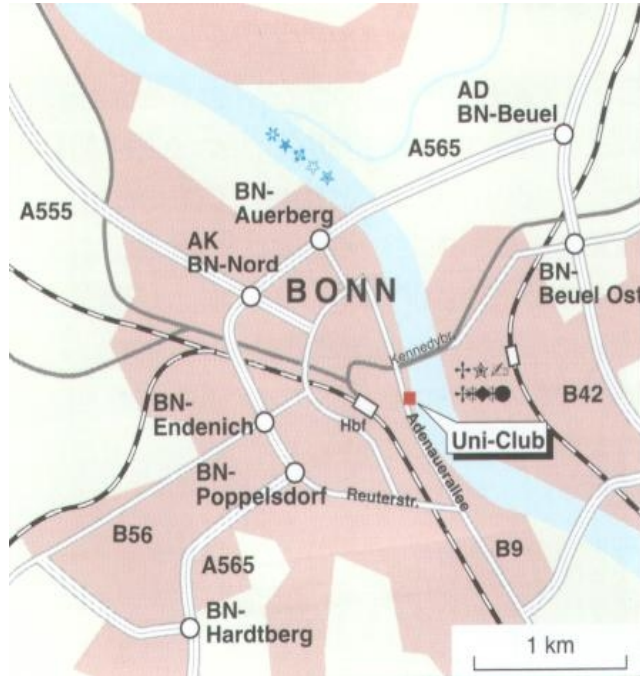 AD
BN-Beuel
A565
BN-
Auerberg
A555
AK
BN-Nord
BONN
BN-
Beuel Ost
Kennedybr.
B42
BN-
Endenich
Hbf
Uni-Club
Adenauerallee
BN-
Poppelsdorf
Reuterstr.
B56
B9
A565
BN-
Hardtberg
1 km